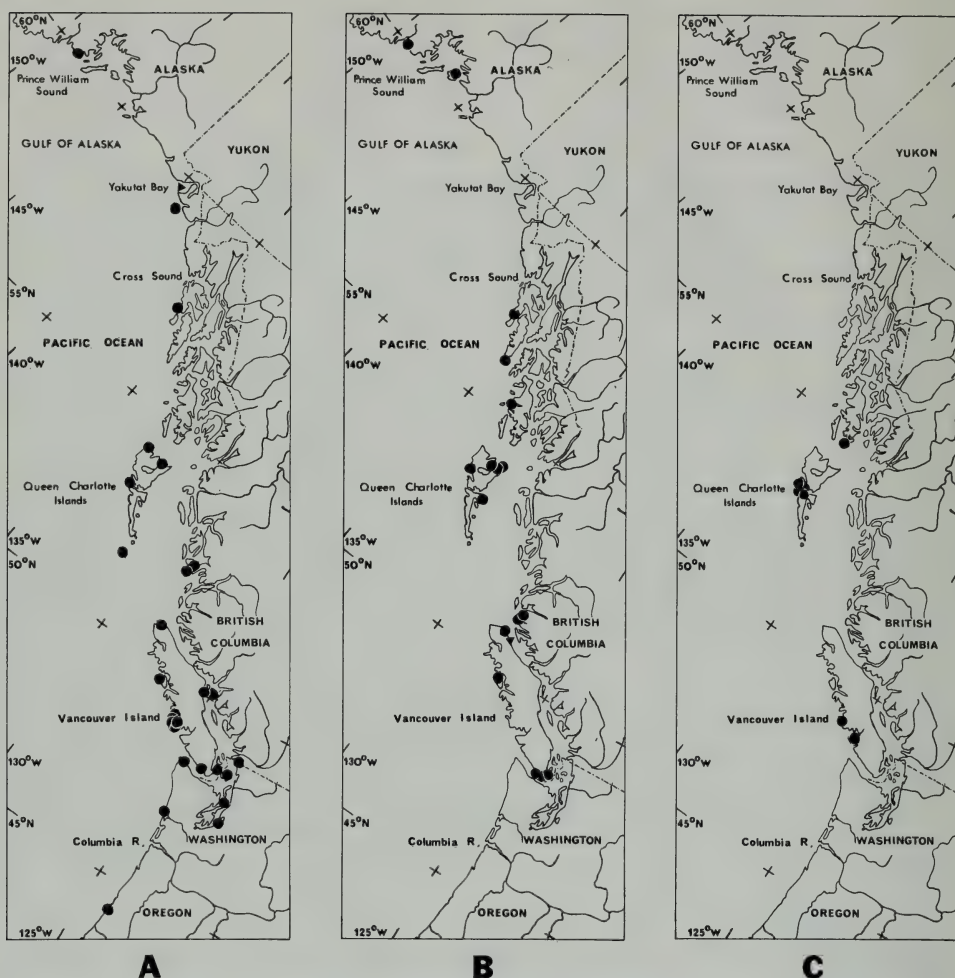 60°N
150°W
ALASKA
Prince William
Sound
GULF OF ALASKA
YUKON
Yakutat Bay
145°W
Cross Sound
55°N
PACIFIC OCEAN
140°W
Queen Charlotte
Islands
135°W
50°N
BRITISH
COLUMBIA
Vancouver Island
130°W
45°N
Columbia R.
WASHINGTON
OREGON
125°W
A
60°N
150°W
ALASKA
Prince William
Sound
GULF OF ALASKA
YUKON
Yakutat Bay
145°W
Cross Sound
55°N
PACIFIC OCEAN
140°W
Queen Charlotte
Islands
135°W
50°N
BRITISH
COLUMBIA
Vancouver Island
130°W
45°N
Columbia R.
WASHINGTON
OREGON
125°W
B
60°N
150°W
ALASKA
Prince William
Sound
GULF OF ALASKA
YUKON
Yakutat Bay
145°W
Cross Sound
55°N
PACIFIC OCEAN
140°W
Queen Charlotte
Islands
135°W
50°N
BRITISH
COLUMBIA
Vancouver Island
130°W
45°N
Columbia R.
WASHINGTON
OREGON
125°W
C